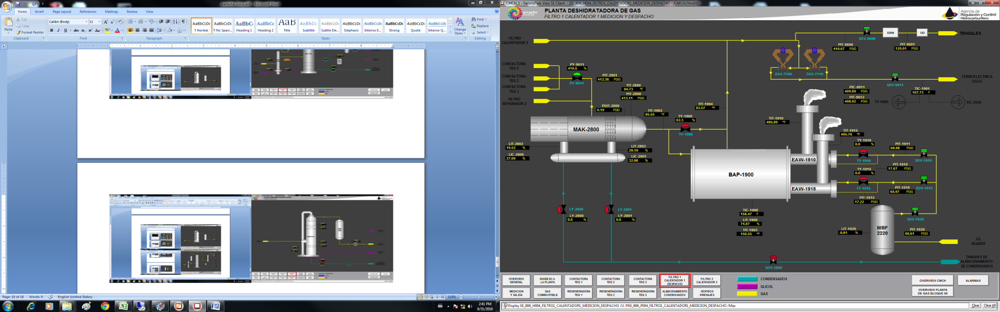 pantallas bloque06 - Microsoft Word
Home Insert Page Layout References Mailings Review View
Paste
Cut
Copy
Format Painter
Clipboard
Calibri (Body) 11
Font
Paragraph
¶ Normal ¶ No Spaci... Heading 1 Heading 2 Title Subtitle Subtle Em... Emphasis Intense E... Strong Quote Intense Q...
Change Styles
Styles
Find
Replace
Select
Editing
Page: 18 of 18 Words: 0 English (United States) 110%
2:41 PM
8/31/2016
CMCH_1 - FactoryTalk View SE Client - [EE_B06_H004_FILTRO1_CALENTADOR1_MEDICION_DESPACHO - /CMCH//HmiEE]
ecuador
PLANTA DESHIDRATADORA DE GAS
FILTRO 1 CALENTADOR 1 MEDICION Y DESPACHO
Agencia de
Regulación y Control
Hidrocarburífero
FILTRO
CALENTADOR 2
CONTACTORA
TEG 1
CONTACTORA
TEG 2
CONTACTORA
TEG 3
FILTRO
SEPARADOR 2
PY-9011
410.5 %
PY-9011
PIT-2801
412.36 PSIG
TIT-2800
94.73 °F
PIT-2800
413.11 PSIG
PDIT-2800
0.19 PSID
MAK-2800
LIT-2802
19.52 %
LIC-2800
27.09 %
LIT-2803
29.10 %
LIC-2801
32.06 %
TIT-1902
95.55 °F
TY-1900
62.3 %
TY-1900
TIT-1904
93.57 °F
LY-2800
LY-2800
0.0 %
LY-2801
LY-2801
0.0 %
BAP-1900
TIC-1900
156.47 F
LIT-1900
74.87 %
TIT-1903
156.55 °F
SDV-9600
ERM
OD
TENDALES
PIT-9600
410.67 PSIG
PIT-9601
120.01 PSIG
ZAU-7100
ZAU-7110
SDV-9011
TERMOELECTRICA
CELEC
PIC-9011
409.89 PSIG
PIT-9012
408.92 PSIG
TIC-1901
107.73 F
TY-1900
TIC-1939
TIT-1910
495.89 °F
TIT-1915
495.76 °F
EAW-1910
EAW-1915
TY-1910
0.0 %
TY-1910
PIT-1911
68.98 PSIG
SDV-1910
PIT-1910
17.67 PSIG
TY-1915
0.0 %
TY-1915
SDV-1915
PIT-1916
68.97 PSIG
PIT-1915
17.22 PSIG
SDV-1920
MBF
2220
LIT-1920
-0.61 %
PIT-1920
68.61 PSIG
FG
HEADER
SDV-2800
TANQUES DE
ALMACENAMIENTO
DE CONDENSADOS
OVERVIEW GENERAL
INGRESO A LA PLANTA
CONTACTORA TEG 1
CONTACTORA TEG 2
CONTACTORA TEG 3
FILTRO 1 CALENTADOR 1 DESPACHO
FILTRO 2 CALENTADOR 2
MEDICION Y SALIDA
GAS COMBUSTIBLE
REGENERADORA TEG 1
REGENERADORA TEG 2
REGENERADORA TEG 3
ALMACENAMIENTO CONDENSADOS
VENTEOS DRENAJES
CONDENSADOS
GLICOL
GAS
OVERVIEW CMCH
ALARMAS
OVERVIEW PLANTA DE GAS BLOQUE 06
Display EE_B06_H004_FILTRO1_CALENTADOR1_MEDICION_DESPACHO /U /PEE_B06_P004_FILTRO1_CALENTADOR1_MEDICION_DESPACHO /Max
Clear Clear All